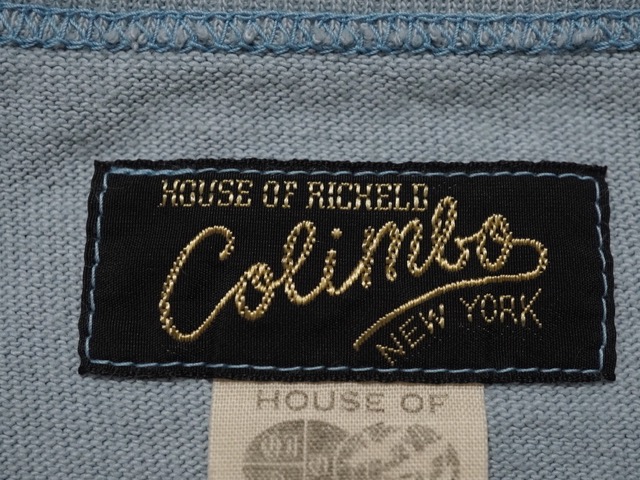 HOUSE OF RICHELD
Colimbo
NEW YORK
HOUSE OF